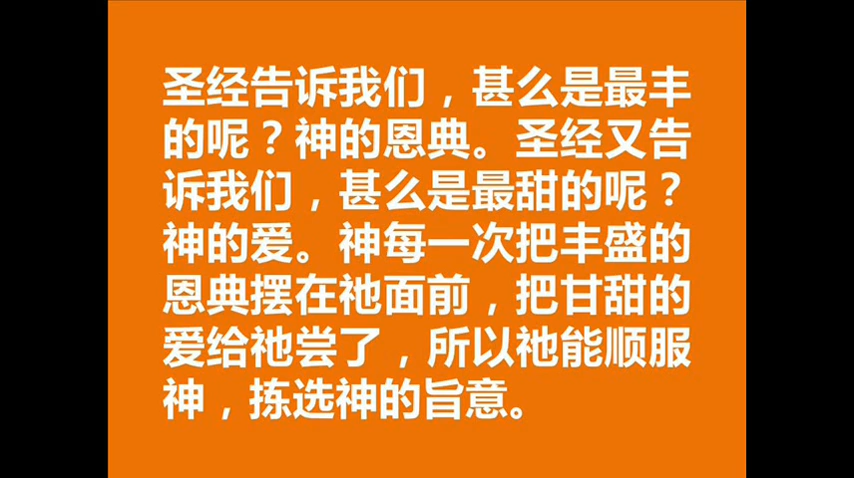 圣经告诉我们，甚么是最丰
的呢？神的恩典。圣经又告
诉我们，甚么是最甜的呢？
神的爱。神每一次把丰盛的
恩典摆在祂面前，把甘甜的
爱给祂尝了，所以祂能顺服
神，拣选神的旨意。